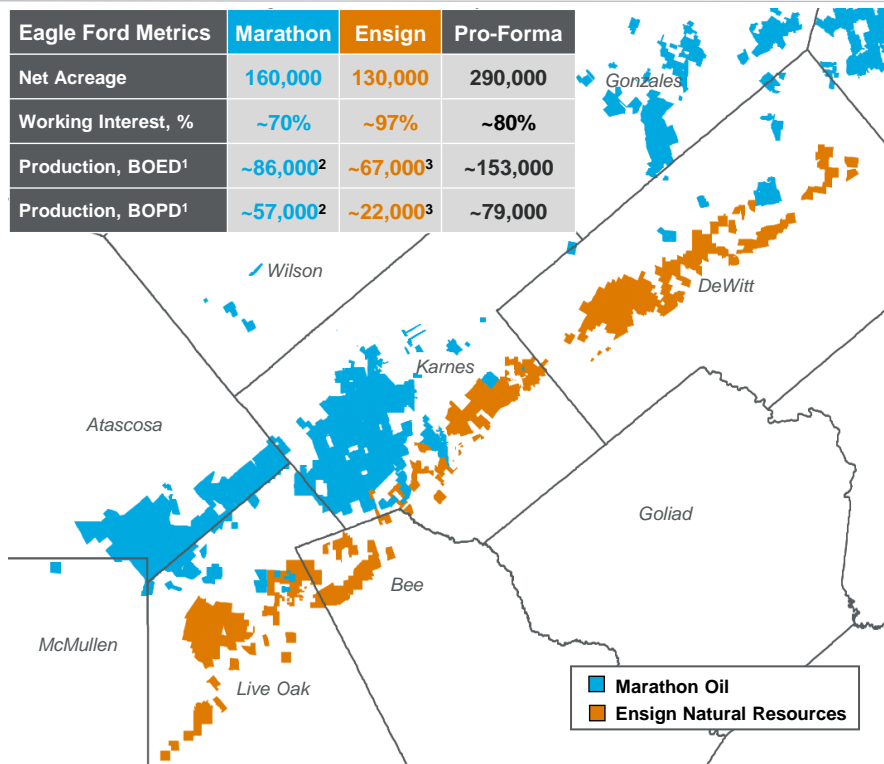 Eagle Ford Metrics Marathon Ensign Pro-Forma
Net Acreage 160,000 130,000 290,000
Working Interest, % ~70% ~97% ~80%
Production, BOED¹ ~86,000² ~67,000³ ~153,000
Production, BOPD¹ ~57,000² ~22,000³ ~79,000
Gonzales
Wilson
DeWitt
Karnes
Atascosa
Goliad
Bee
McMullen
Live Oak
Marathon Oil
Ensign Natural Resources